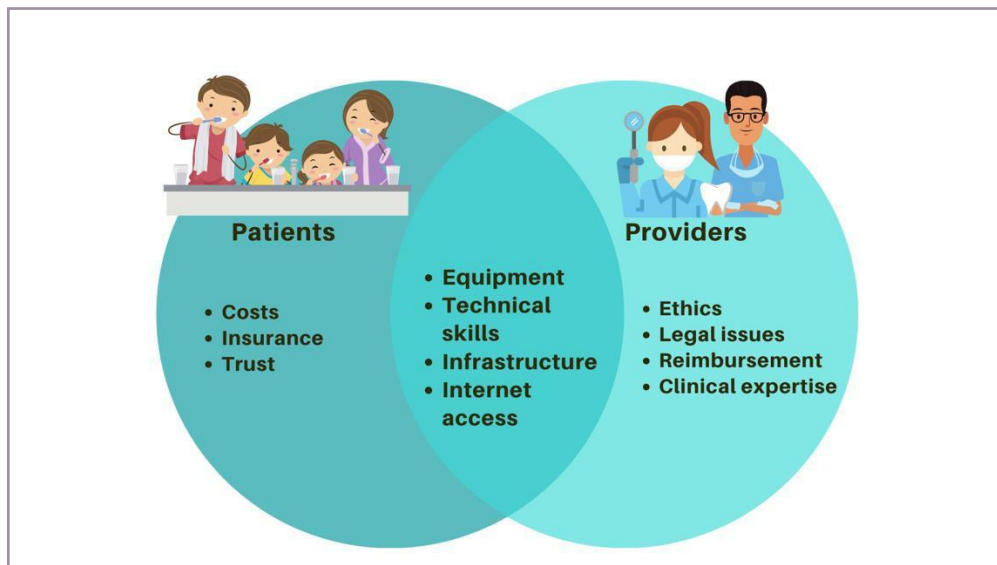 Patients
Providers
• Costs
• Insurance
• Trust
• Equipment
• Technical
skills
• Infrastructure
• Internet
access
• Ethics
• Legal issues
• Reimbursement
• Clinical expertise